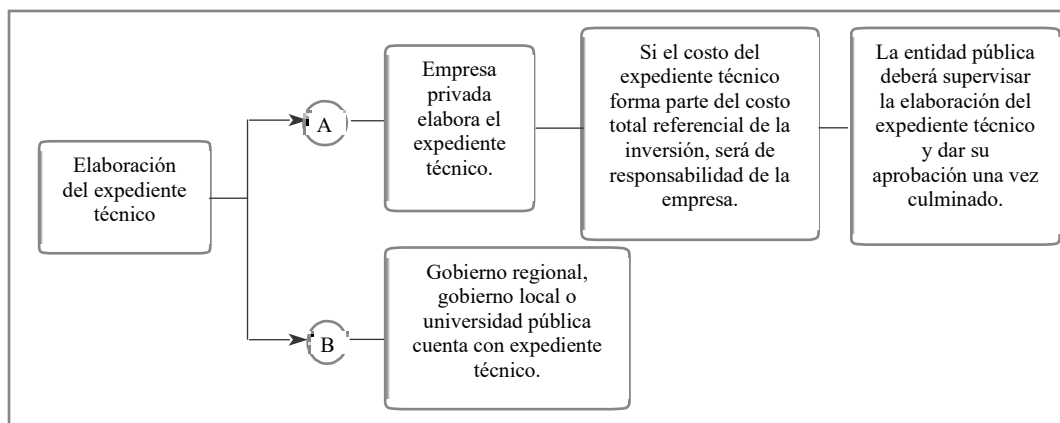 Elaboración
del expediente
técnico
A
Empresa
privada
elabora el
expediente
técnico.
Si el costo del
expediente técnico
forma parte del costo
total referencial de la
inversión, será de
responsabilidad de la
empresa.
La entidad pública
deberá supervisar
la elaboración del
expediente técnico
y dar su
aprobación una vez
culminado.
B
Gobierno regional,
gobierno local o
universidad pública
cuenta con expediente
técnico.